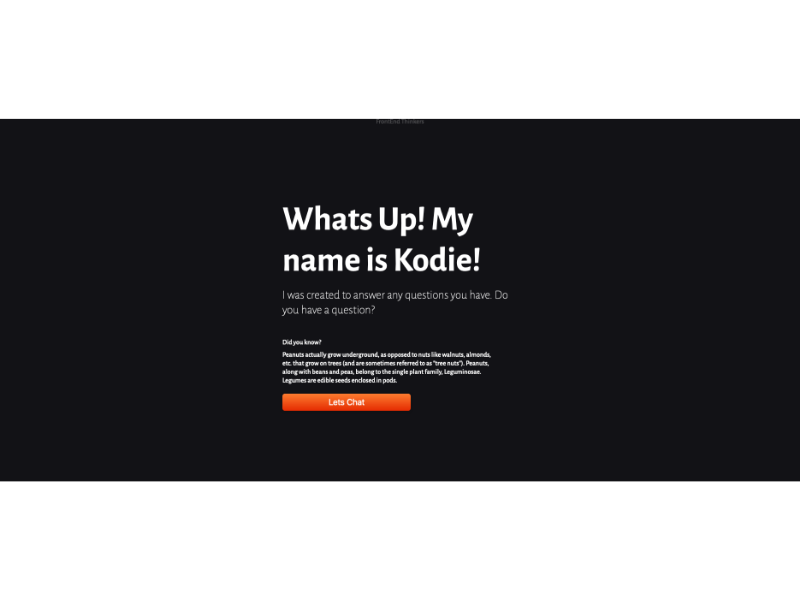 FrontEnd Thinkers
Whats Up! My
name is Kodie!
I was created to answer any questions you have. Do
you have a question?
Did you know?
Peanuts actually grow underground, as opposed to nuts like walnuts, almonds,
etc. that grow on trees (and are sometimes referred to as "tree nuts"). Peanuts,
along with beans and peas, belong to the single plant family, Leguminosae.
Legumes are edible seeds enclosed in pods.
Lets Chat